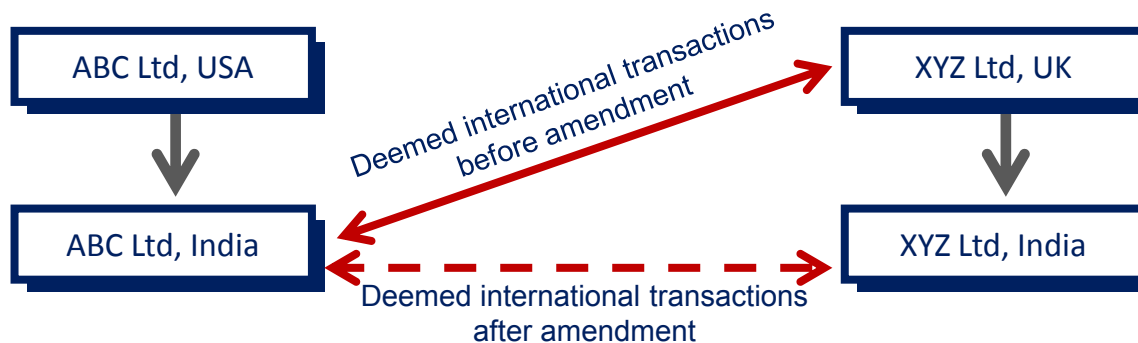 ABC Ltd, USA
XYZ Ltd, UK
Deemed international transactions
before amendment
ABC Ltd, India
XYZ Ltd, India
Deemed international transactions
after amendment